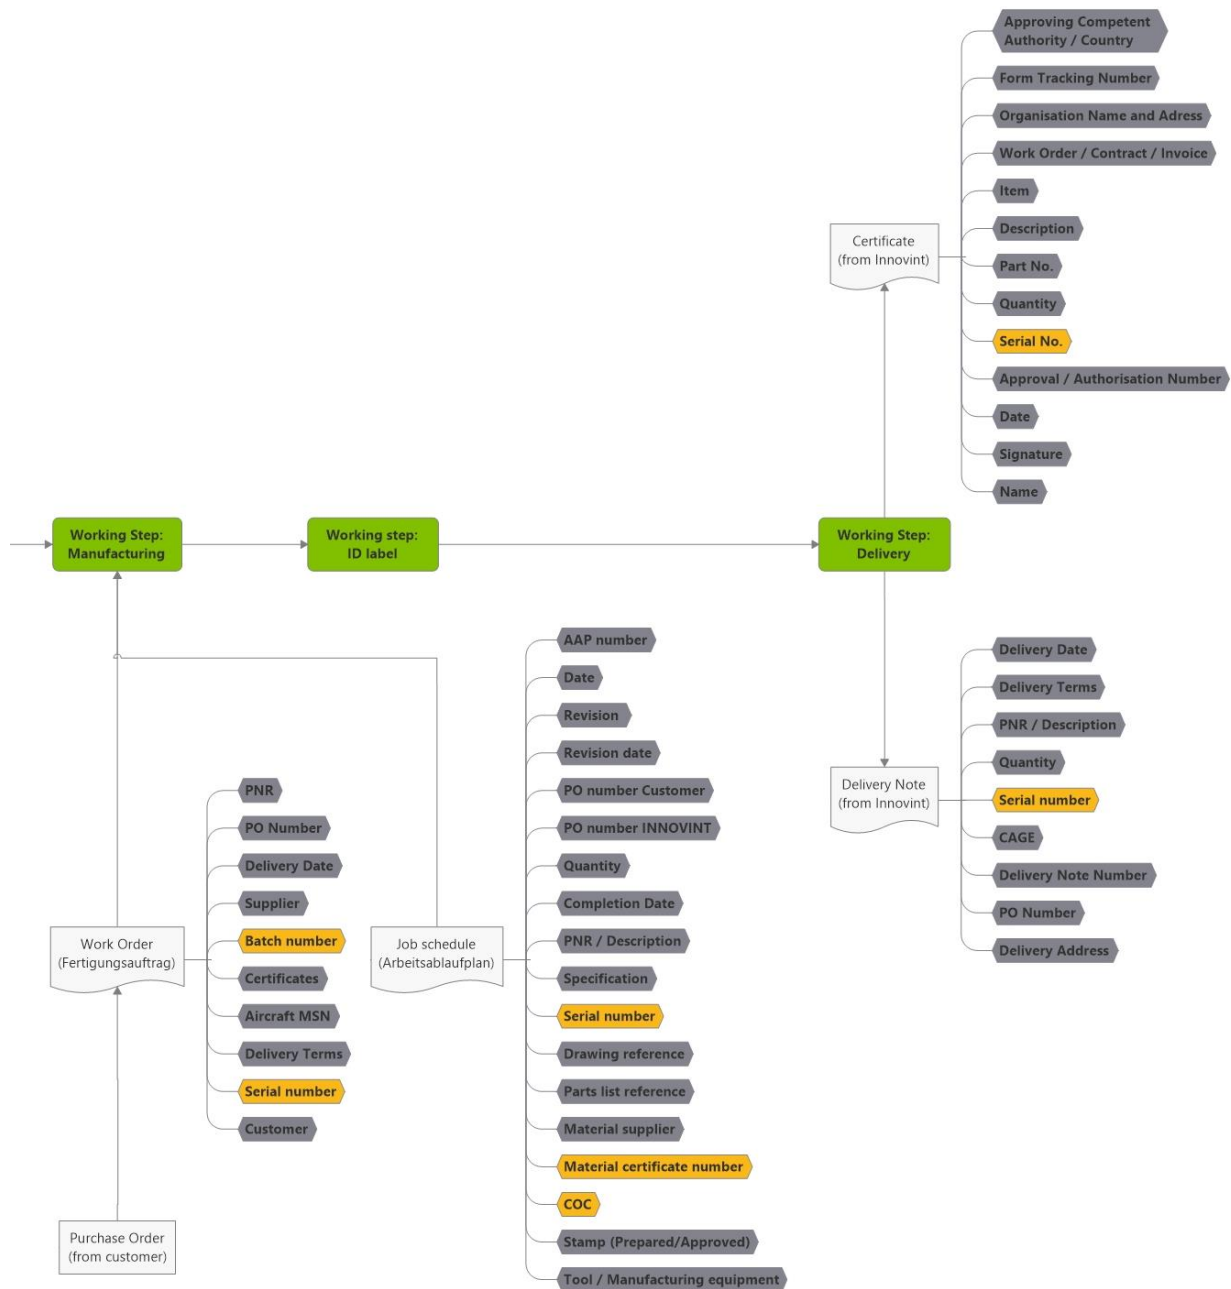 Approving Competent
Authority / Country
Form Tracking Number
Organisation Name and Adress
Work Order / Contract / Invoice
Item
Description
Part No.
Quantity
Serial No.
Approval / Authorisation Number
Date
Signature
Name
Certificate
(from Innovint)
Working Step:
Manufacturing
Working step:
ID label
Working Step:
Delivery
Delivery Date
Delivery Terms
PNR / Description
Quantity
Serial number
CAGE
Delivery Note Number
PO Number
Delivery Address
Delivery Note
(from Innovint)
AAP number
Date
Revision
Revision date
PO number Customer
PO number INNOVINT
Quantity
Completion Date
PNR / Description
Specification
Serial number
Drawing reference
Parts list reference
Material supplier
Material certificate number
COC
Stamp (Prepared/Approved)
Tool / Manufacturing equipment
Job schedule
(Arbeitsablaufplan)
PNR
PO Number
Delivery Date
Supplier
Batch number
Certificates
Aircraft MSN
Delivery Terms
Serial number
Customer
Work Order
(Fertigungsauftrag)
Purchase Order
(from customer)